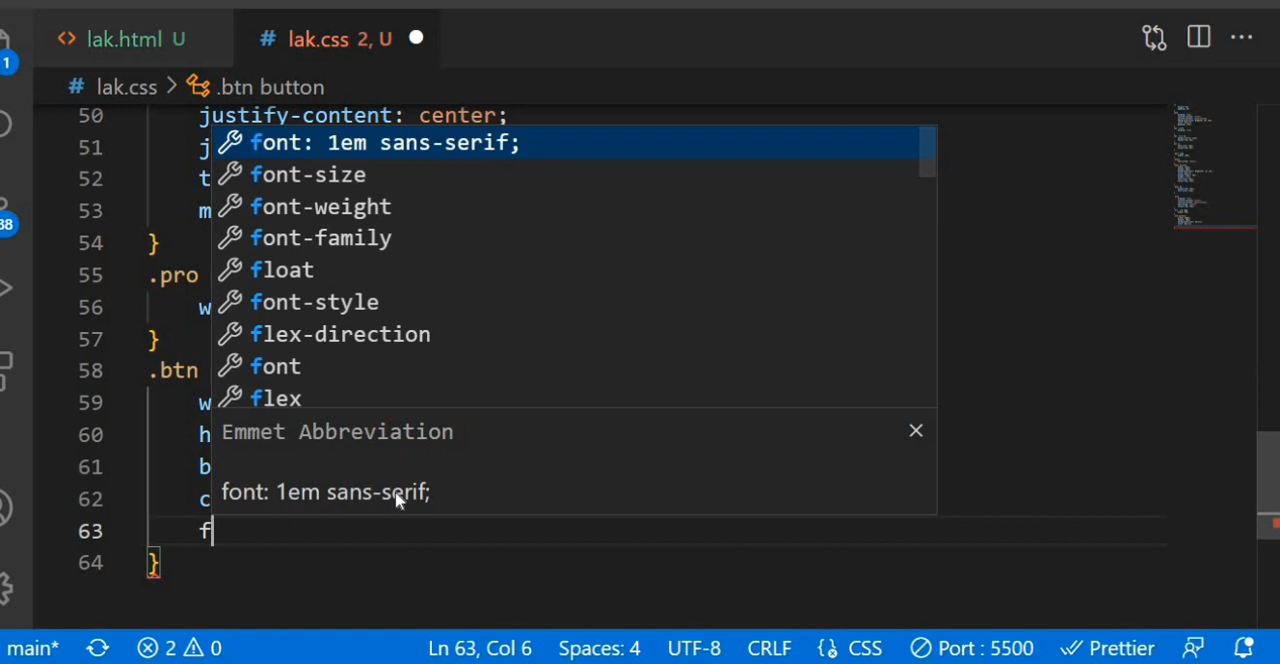 lak.html U
# lak.css 2, U
# lak.css > .btn button
1
38
50 justify-content: center;
51 j
52 t
53 m
54 }
55 .pro
56 w
57 }
58 .btn
59 w
60 h
61 b
62 c
63 f
64 }
font: 1em sans-serif;
font-size
font-weight
font-family
float
font-style
flex-direction
font
flex
Emmet Abbreviation
font: 1em sans-serif;
main* 2 0 Ln 63, Col 6 Spaces: 4 UTF-8 CRLF CSS Port : 5500 Prettier